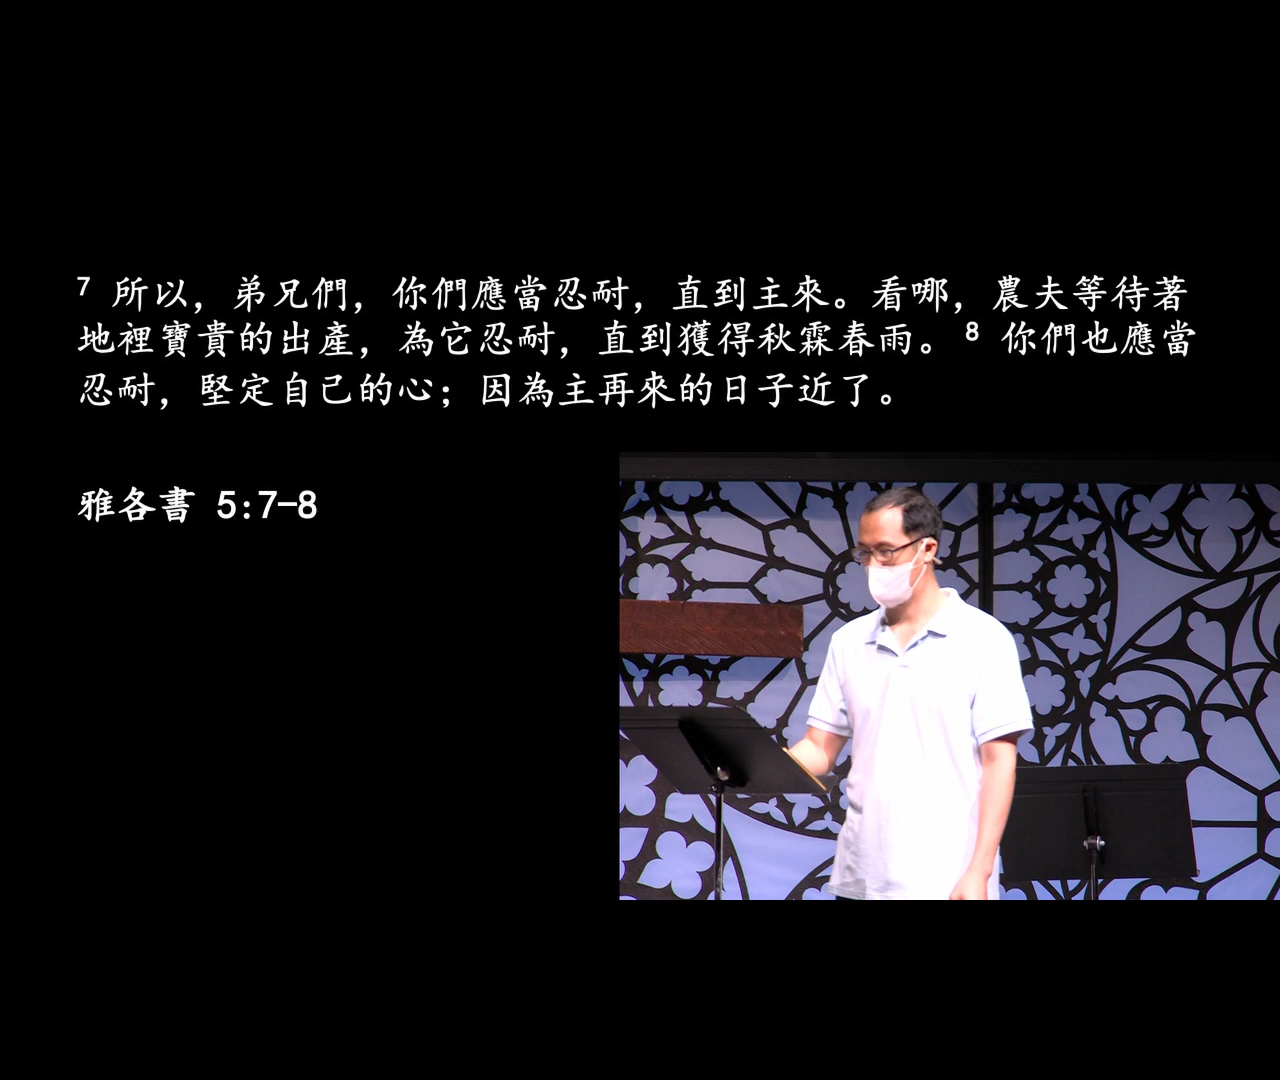 7 所以，弟兄們，你們應當忍耐，直到主來。看哪，農夫等待著
地裡寶貴的出產，為它忍耐，直到獲得秋霖春雨。 8 你們也應當
忍耐，堅定自己的心；因為主再來的日子近了。
雅各書 5:7-8